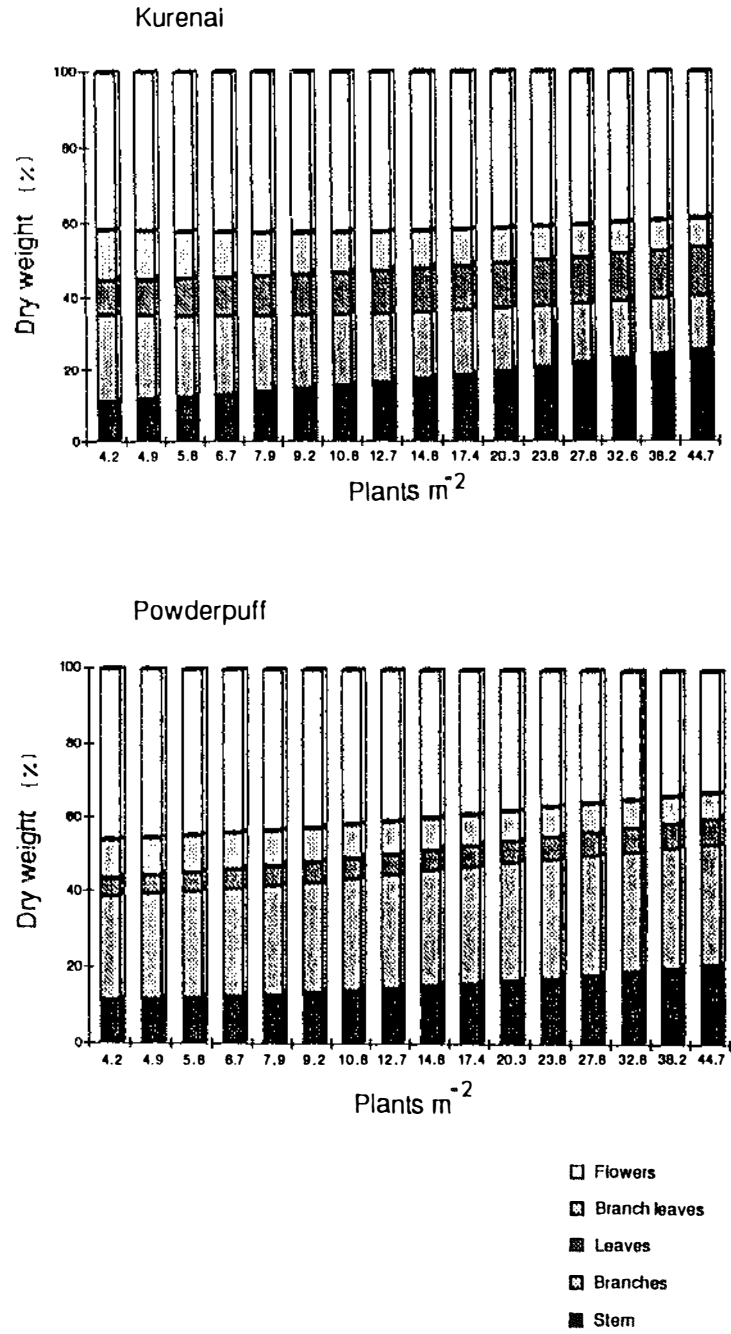 Kurenai
100
80
60
40
20
0
Dry weight (%)
4.2 4.9 5.8 6.7 7.9 9.2 10.8 12.7 14.8 17.4 20.3 23.8 27.8 32.6 38.2 44.7
Plants m-2
Powderpuff
100
80
60
40
20
0
Dry weight (%)
4.2 4.9 5.8 6.7 7.9 9.2 10.8 12.7 14.8 17.4 20.3 23.8 27.8 32.8 38.2 44.7
Plants m-2
Flowers
Branch leaves
Leaves
Branches
Stem